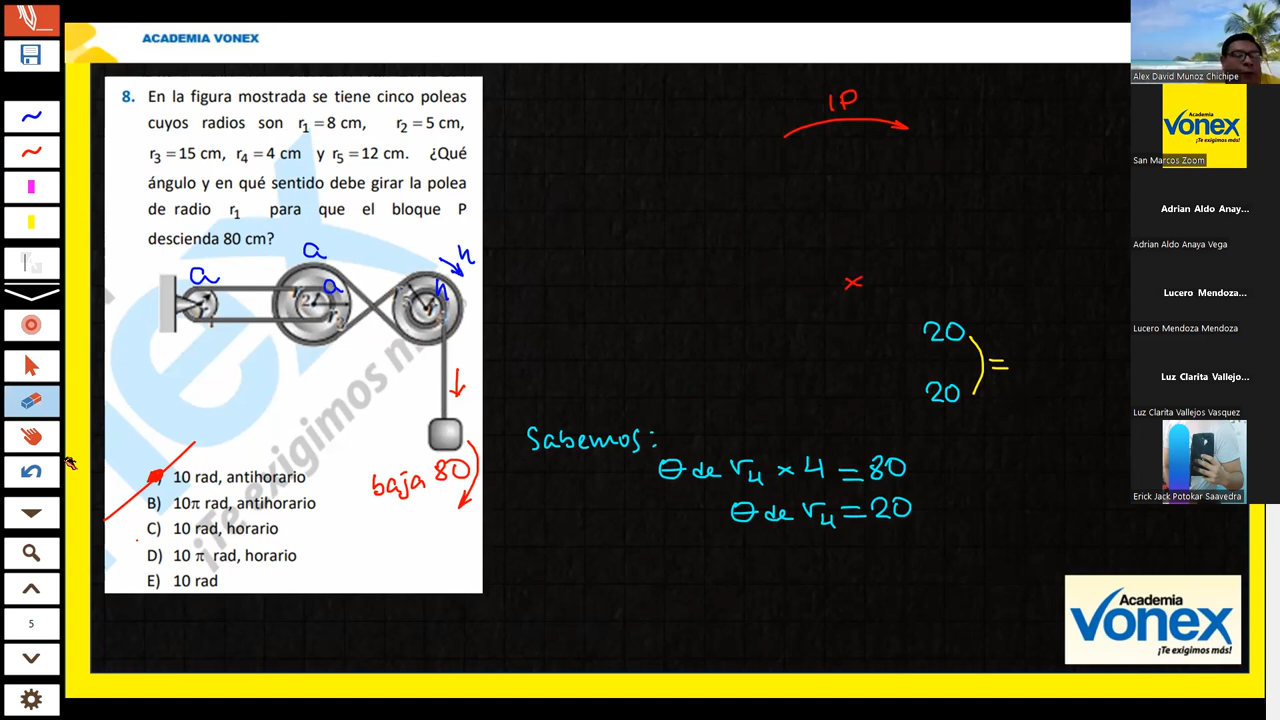 ACADEMIA VONEX
8. En la figura mostrada se tiene cinco poleas
cuyos radios son r₁ = 8 cm, r₂ = 5 cm,
r₃ = 15 cm, r₄ = 4 cm y r₅ = 12 cm. ¿Qué
ángulo y en qué sentido debe girar la polea
de radio r₁ para que el bloque P
descienda 80 cm?
a
a
a
h
h
baja 80
10 rad, antihorario
B) 10π rad, antihorario
C) 10 rad, horario
D) 10 π rad, horario
E) 10 rad
¡Te exigimos m
1P
×
20
20
=
Sabemos:
θ de r₄ × 4 = 80
θ de r₄ = 20
Academia
Vonex
¡Te exigimos más!
5
Alex David Munoz Chichipe
Academia
Vonex
¡Te exigimos más!
San Marcos Zoom
Adrian Aldo Anay...
Adrian Aldo Anaya Vega
Lucero Mendoza...
Lucero Mendoza Mendoza
Luz Clarita Vallejo...
Luz Clarita Vallejos Vasquez
Erick Jack Potokar Saavedra